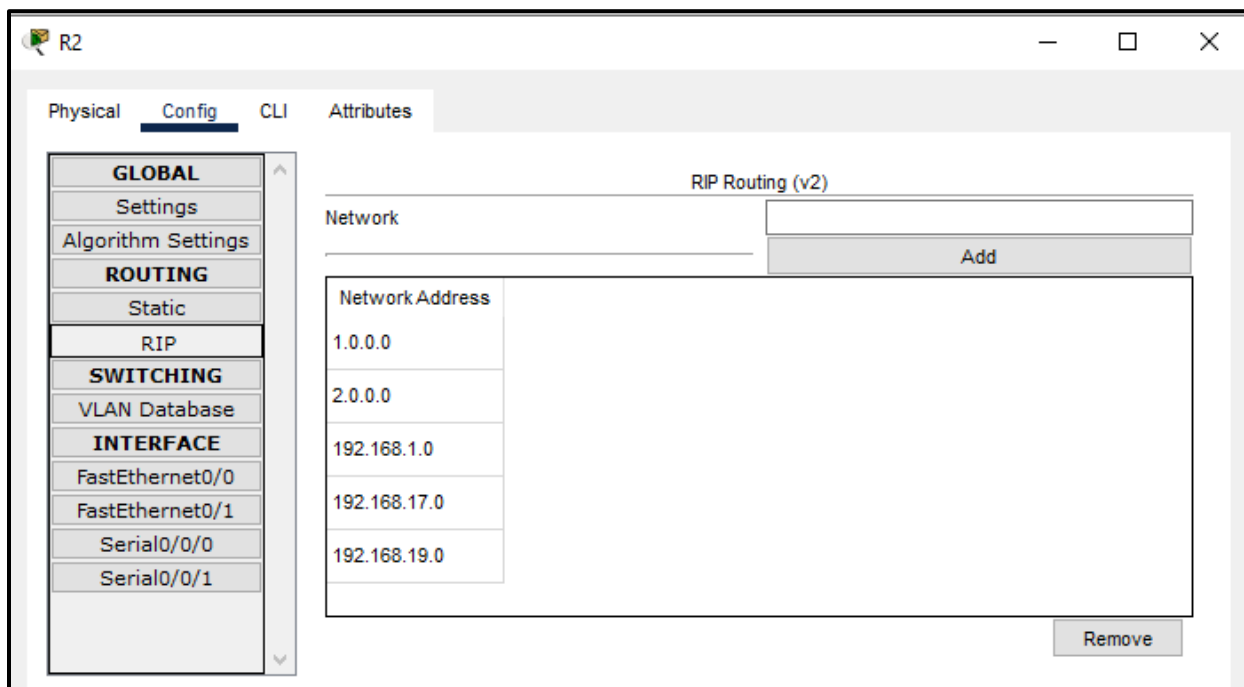 R2
Physical Config CLI Attributes
GLOBAL
Settings
Algorithm Settings
ROUTING
Static
RIP
SWITCHING
VLAN Database
INTERFACE
FastEthernet0/0
FastEthernet0/1
Serial0/0/0
Serial0/0/1
RIP Routing (v2)
Network
Add
Network Address
1.0.0.0
2.0.0.0
192.168.1.0
192.168.17.0
192.168.19.0
Remove